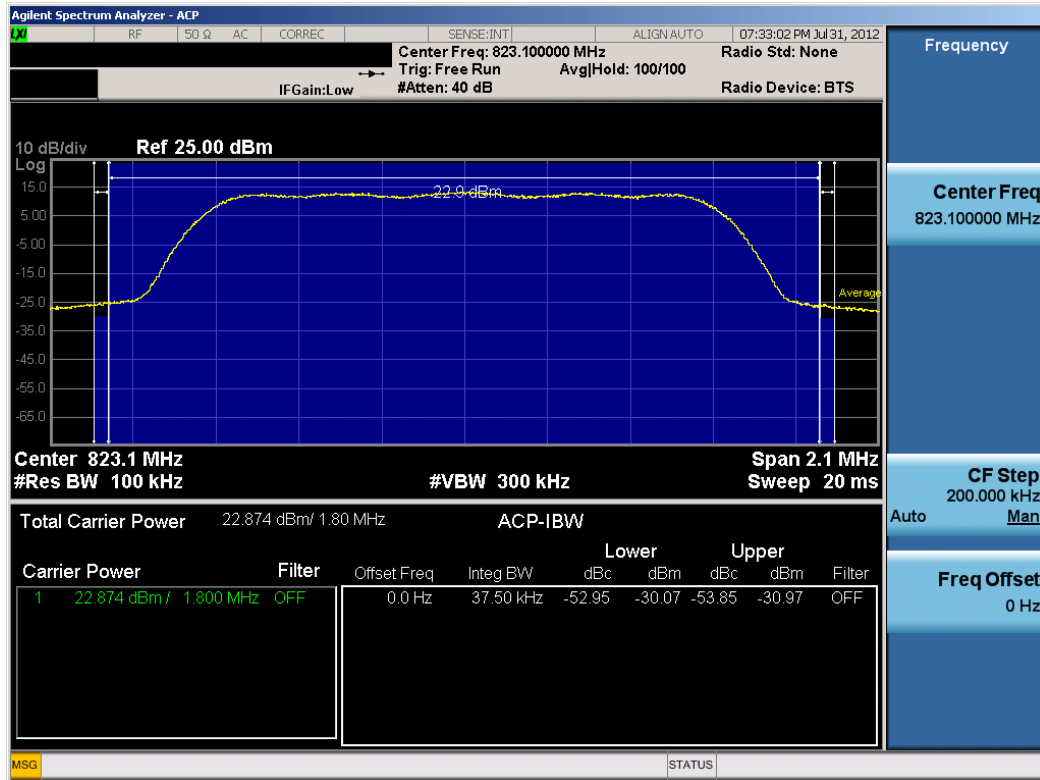 Agilent Spectrum Analyzer - ACP
LXI RF 50 Ω AC CORREC SENSE:INT ALIGN AUTO 07:33:02 PM Jul 31, 2012
Center Freq: 823.100000 MHz Radio Std: None
Trig: Free Run Avg|Hold: 100/100
IFGain:Low #Atten: 40 dB Radio Device: BTS
10 dB/div Ref 25.00 dBm
Log
15.0
5.00
-5.00
-15.0
-25.0
-35.0
-45.0
-55.0
-65.0
22.9 dBm
Average
Center 823.1 MHz Span 2.1 MHz
#Res BW 100 kHz #VBW 300 kHz Sweep 20 ms
Total Carrier Power 22.874 dBm/ 1.80 MHz ACP-IBW
Lower Upper
Carrier Power Filter Offset Freq Integ BW dBc dBm dBc dBm Filter
1 22.874 dBm / 1.800 MHz OFF 0.0 Hz 37.50 kHz -52.95 -30.07 -53.85 -30.97 OFF
MSG STATUS
Frequency
Center Freq
823.100000 MHz
CF Step
200.000 kHz
Auto Man
Freq Offset
0 Hz